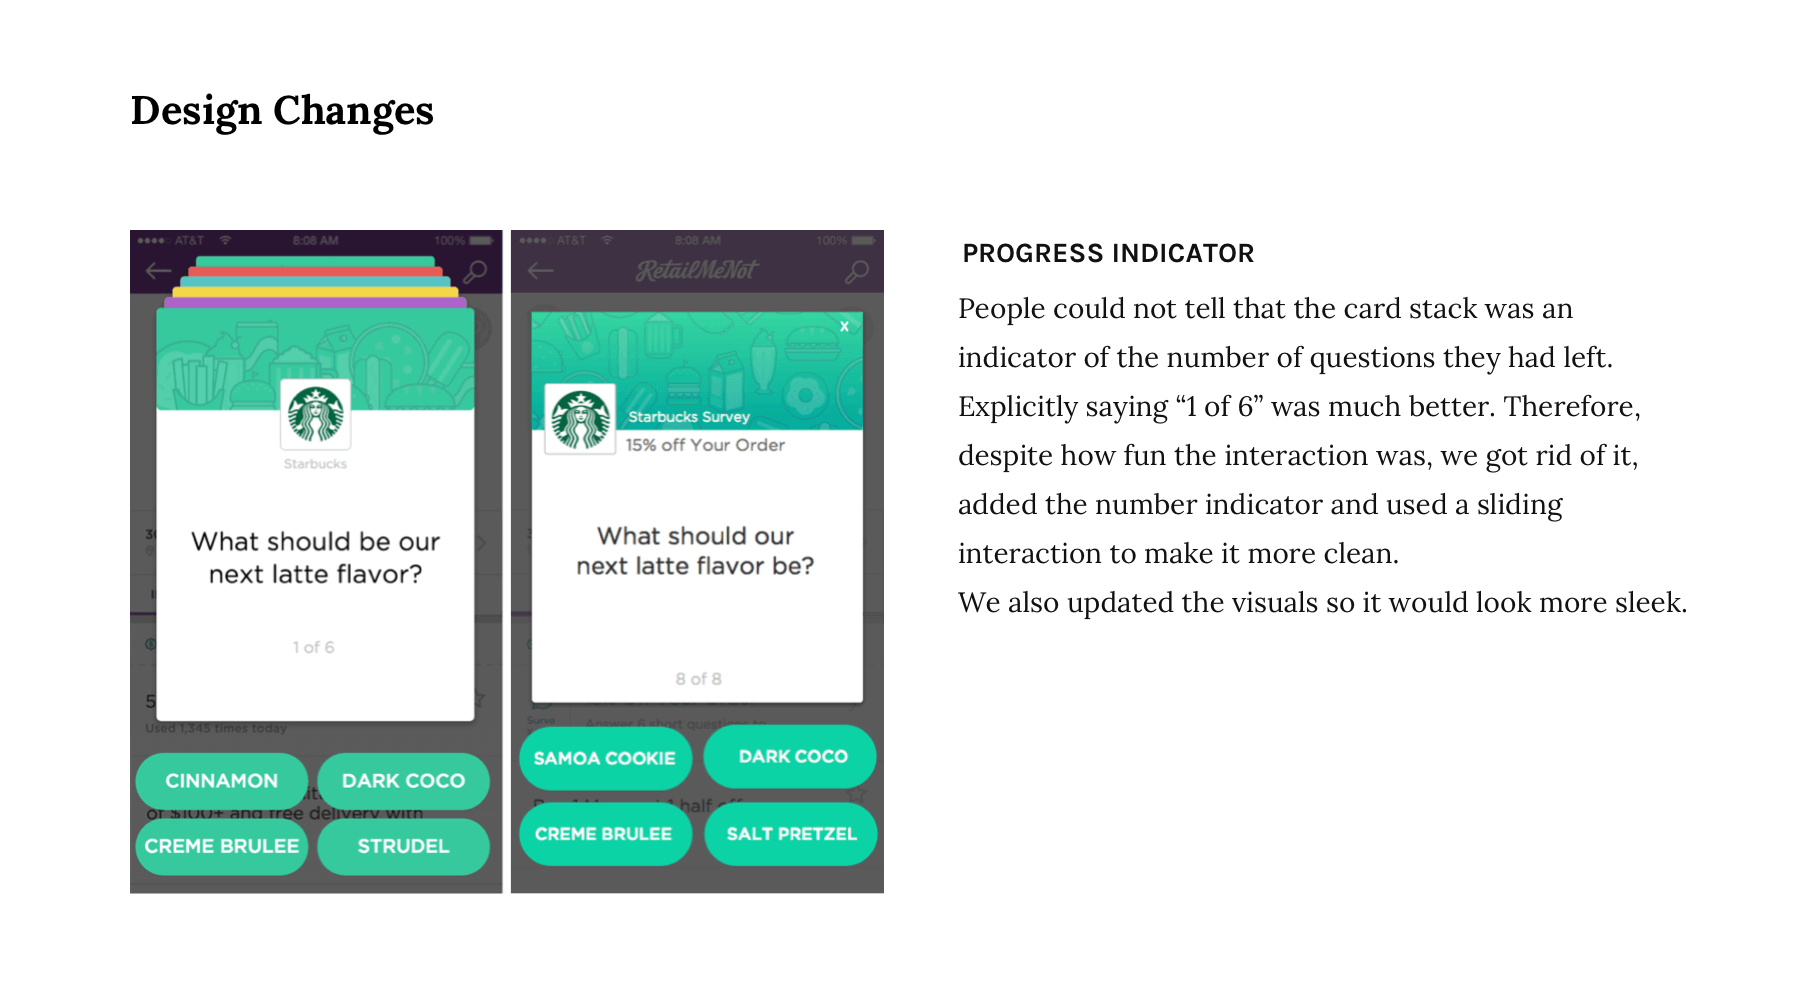 Design Changes
AT&T 8:08 AM 100%
Starbucks
What should be our
next latte flavor?
1 of 6
Used 1,345 times today
CINNAMON DARK COCO
of $100+ and free delivery with
CREME BRULEE STRUDEL
AT&T 8:08 AM 100%
RetailMeNot
X
Starbucks Survey
15% off Your Order
What should our
next latte flavor be?
8 of 8
Answer 6 short questions to
SAMOA COOKIE DARK COCO
half off
CREME BRULEE SALT PRETZEL
PROGRESS INDICATOR
People could not tell that the card stack was an
indicator of the number of questions they had left.
Explicitly saying “1 of 6” was much better. Therefore,
despite how fun the interaction was, we got rid of it,
added the number indicator and used a sliding
interaction to make it more clean.
We also updated the visuals so it would look more sleek.